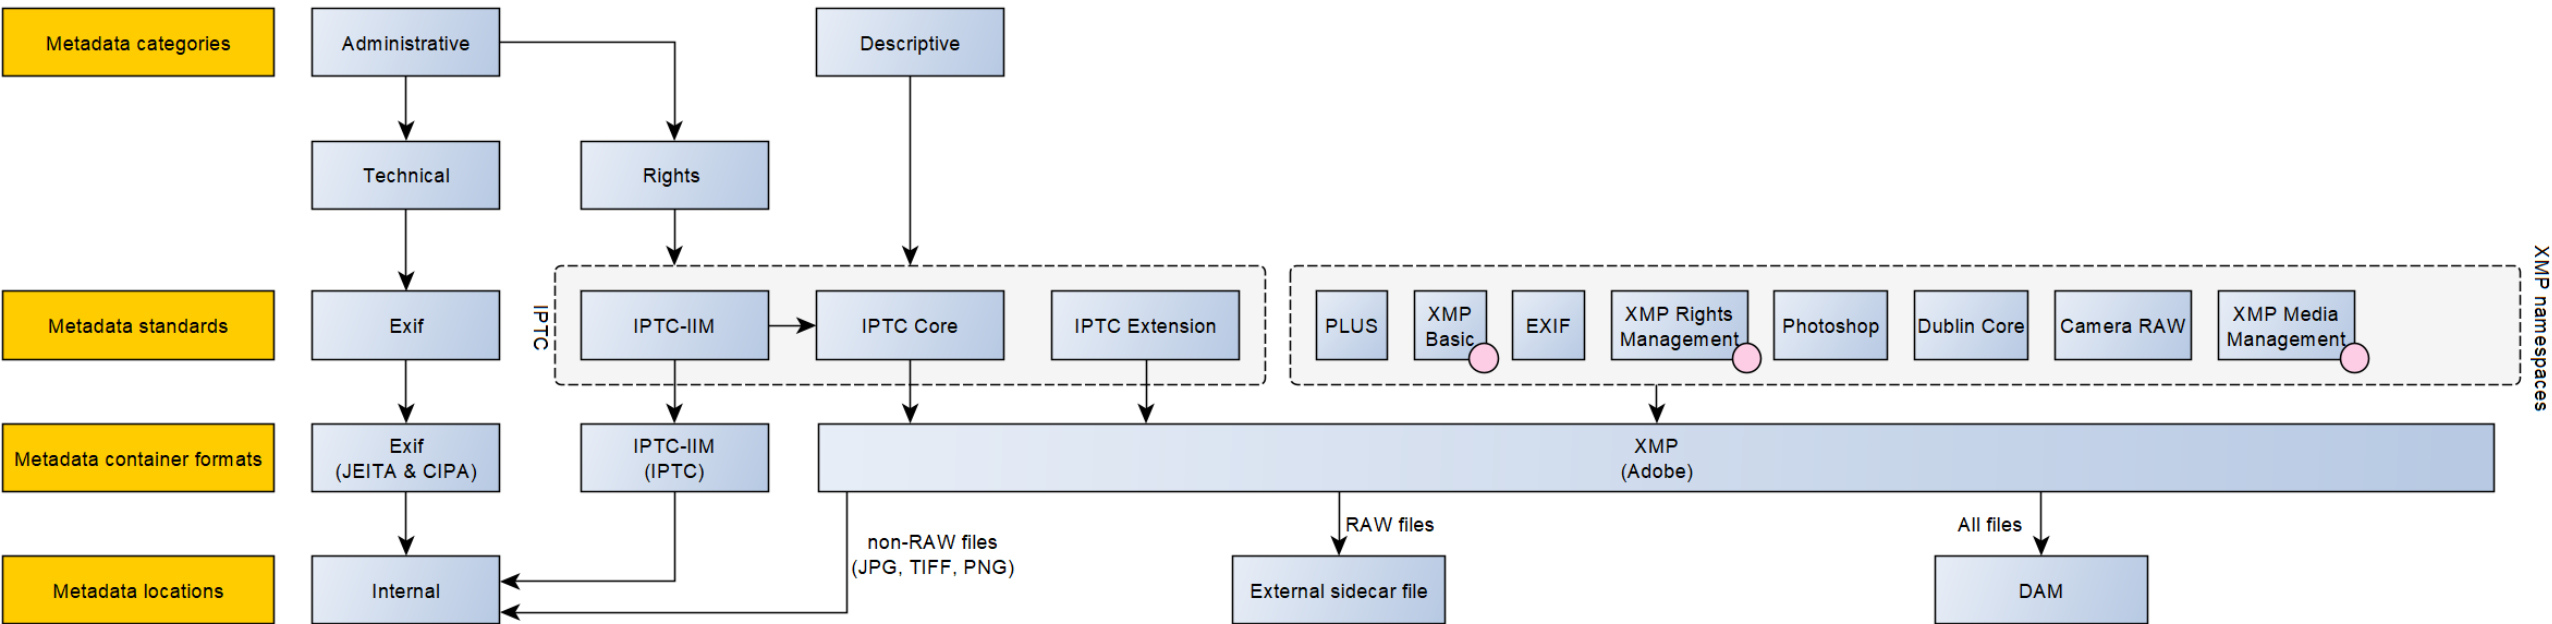 Metadata categories
Administrative
Descriptive
Technical
Rights
Metadata standards
Exif
IPTC
IPTC-IIM
IPTC Core
IPTC Extension
PLUS
XMP
Basic
EXIF
XMP Rights
Management
Photoshop
Dublin Core
Camera RAW
XMP Media
Management
XMP namespaces
Metadata container formats
Exif
(JEITA & CIPA)
IPTC-IIM
(IPTC)
XMP
(Adobe)
non-RAW files
(JPG, TIFF, PNG)
RAW files
All files
Metadata locations
Internal
External sidecar file
DAM